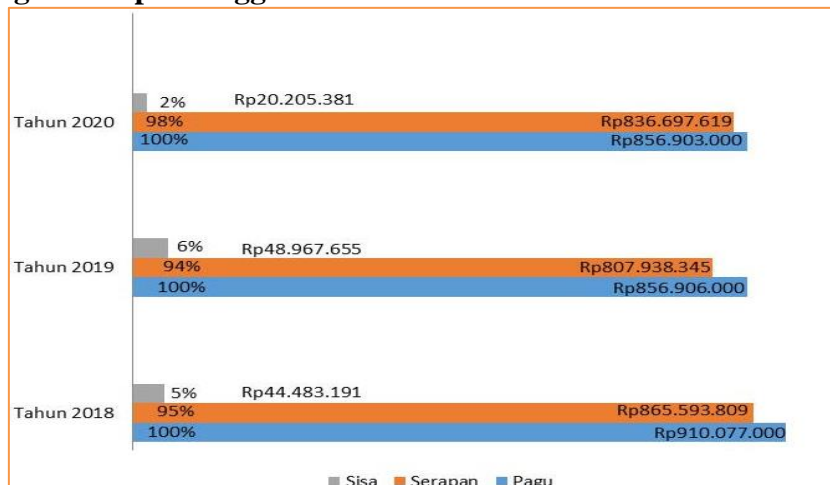 2% Rp20.205.381
Tahun 2020 98% Rp836.697.619
100% Rp856.903.000
6% Rp48.967.655
Tahun 2019 94% Rp807.938.345
100% Rp856.906.000
5% Rp44.483.191
Tahun 2018 95% Rp865.593.809
100% Rp910.077.000
Sisa Serapan Pagu